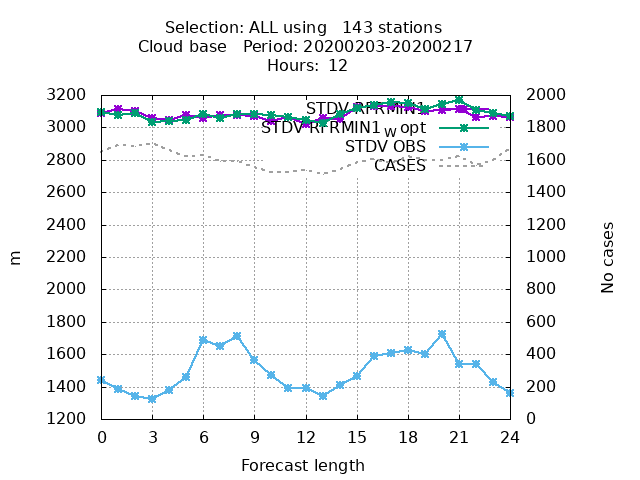 Selection: ALL using 143 stations
Cloud base Period: 20200203-20200217
Hours: 12
3200
3000
2800
2600
2400
2200
2000
1800
1600
1400
1200
2000
1800
1600
1400
1200
1000
800
600
400
200
0
m
No cases
STDV RFRMIN1
STDV RFRMIN1_w opt
STDV OBS
CASES
0 3 6 9 12 15 18 21 24
Forecast length